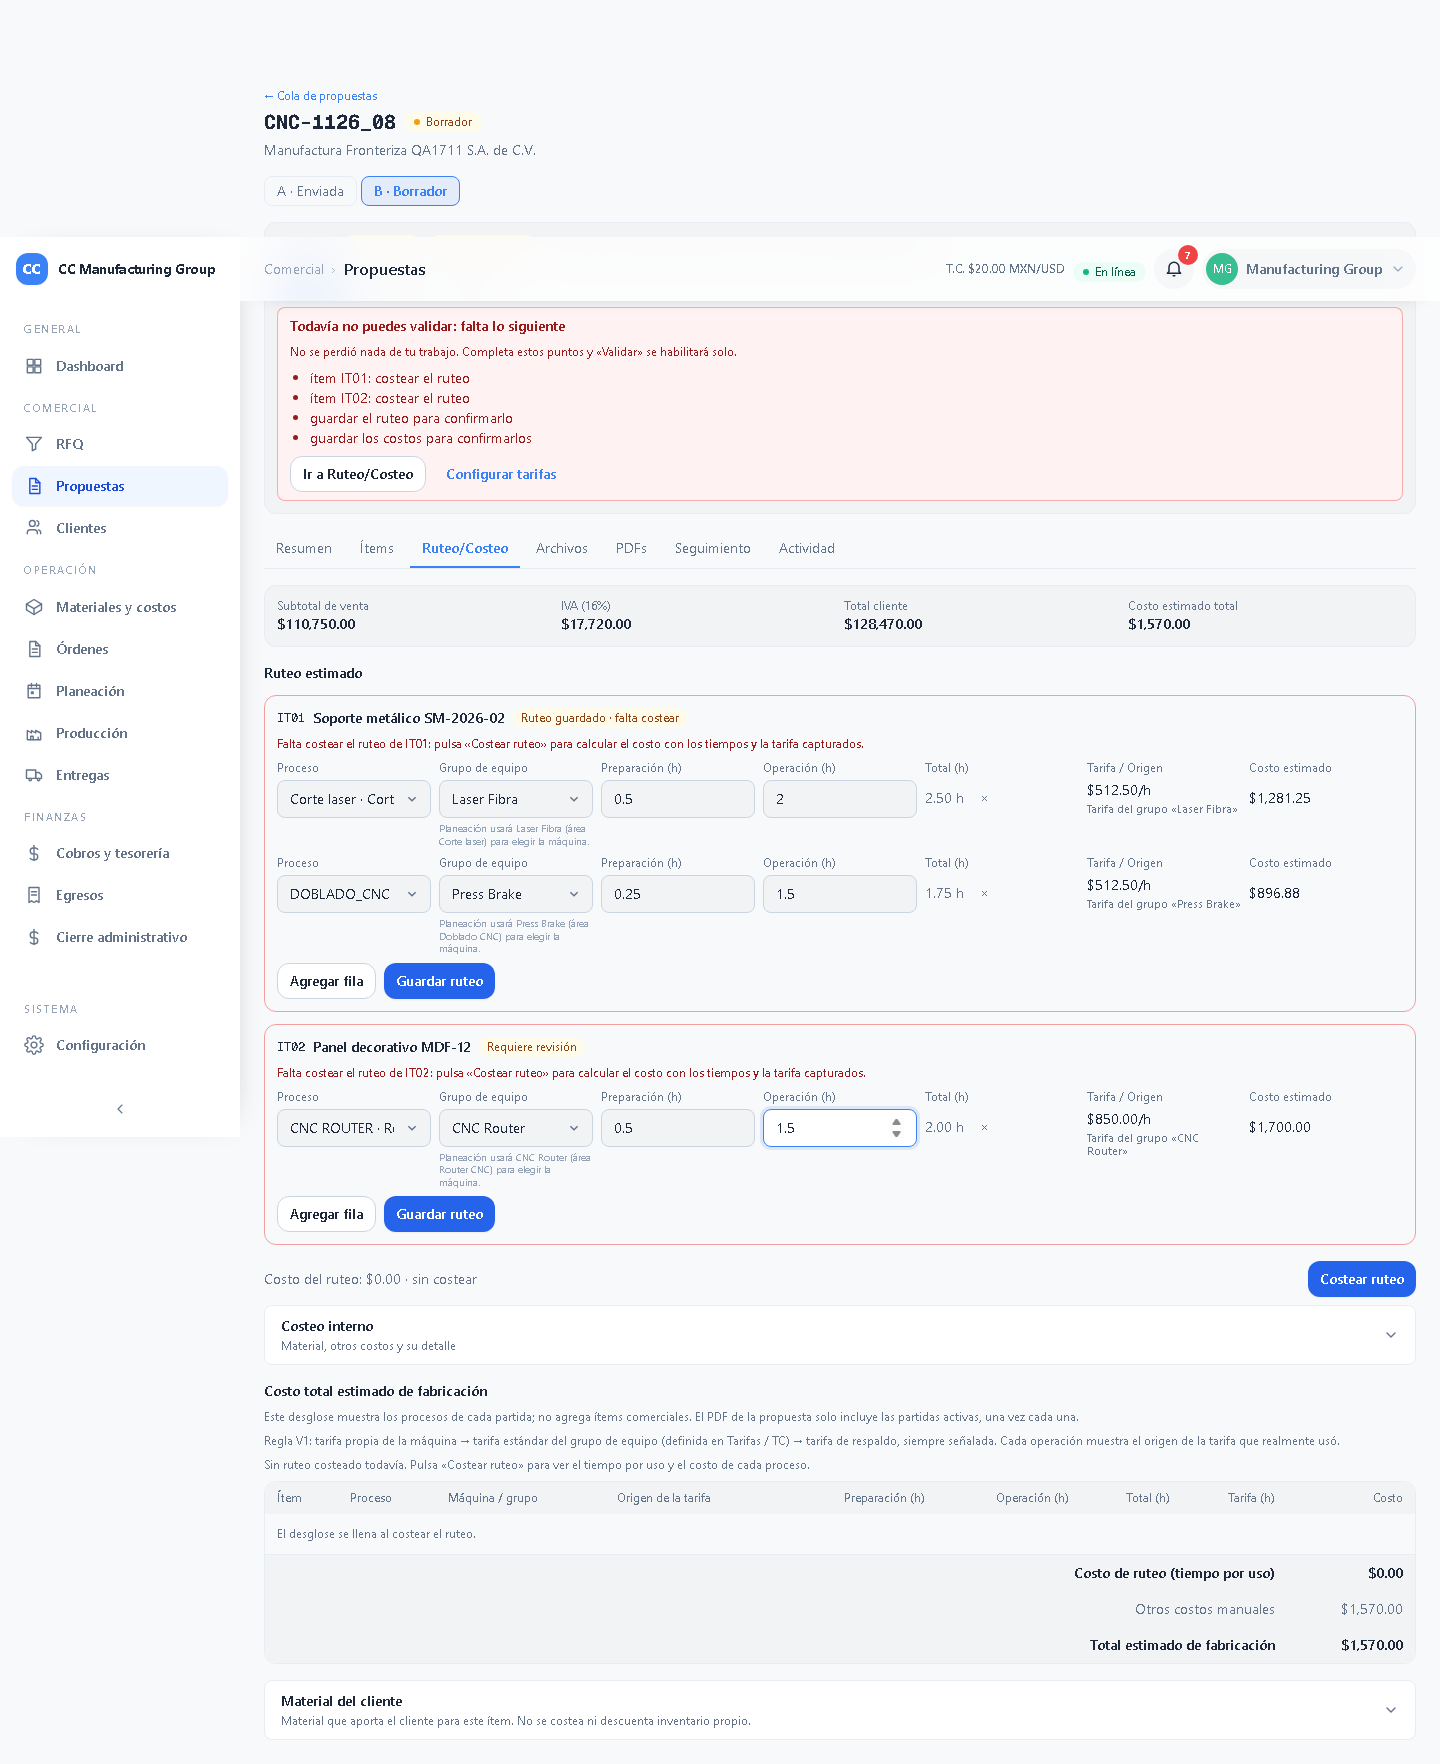 ← Cola de propuestas
CNC-1126_08
Borrador
Manufactura Fronteriza QA1711 S.A. de C.V.
A · Enviada
B · Borrador
CC
CC Manufacturing Group
Comercial › Propuestas
T.C. $20.00 MXN/USD
En línea
7
MG
Manufacturing Group
GENERAL
Dashboard
COMERCIAL
RFQ
Propuestas
Clientes
OPERACIÓN
Materiales y costos
Órdenes
Planeación
Producción
Entregas
FINANZAS
Cobros y tesorería
Egresos
Cierre administrativo
SISTEMA
Configuración
Todavía no puedes validar: falta lo siguiente
No se perdió nada de tu trabajo. Completa estos puntos y «Validar» se habilitará solo.
• ítem IT01: costear el ruteo
• ítem IT02: costear el ruteo
• guardar el ruteo para confirmarlo
• guardar los costos para confirmarlos
Ir a Ruteo/Costeo
Configurar tarifas
Resumen
Ítems
Ruteo/Costeo
Archivos
PDFs
Seguimiento
Actividad
Subtotal de venta
$110,750.00
IVA (16%)
$17,720.00
Total cliente
$128,470.00
Costo estimado total
$1,570.00
Ruteo estimado
IT01 Soporte metálico SM-2026-02 Ruteo guardado · falta costear
Falta costear el ruteo de IT01: pulsa «Costear ruteo» para calcular el costo con los tiempos y la tarifa capturados.
Proceso Grupo de equipo Preparación (h) Operación (h) Total (h) Tarifa / Origen Costo estimado
Corte laser · Cort Laser Fibra 0.5 2 2.50 h × $512.50/h $1,281.25
Tarifa del grupo «Laser Fibra»
Planeación usará Laser Fibra (área
Corte laser) para elegir la máquina.
Proceso Grupo de equipo Preparación (h) Operación (h) Total (h) Tarifa / Origen Costo estimado
DOBLADO_CNC Press Brake 0.25 1.5 1.75 h × $512.50/h $896.88
Tarifa del grupo «Press Brake»
Planeación usará Press Brake (área
Doblado CNC) para elegir la
máquina.
Agregar fila
Guardar ruteo
IT02 Panel decorativo MDF-12 Requiere revisión
Falta costear el ruteo de IT02: pulsa «Costear ruteo» para calcular el costo con los tiempos y la tarifa capturados.
Proceso Grupo de equipo Preparación (h) Operación (h) Total (h) Tarifa / Origen Costo estimado
CNC ROUTER · R CNC Router 0.5 1.5 2.00 h × $850.00/h $1,700.00
Tarifa del grupo «CNC
Router»
Planeación usará CNC Router (área
Router CNC) para elegir la
máquina.
Agregar fila
Guardar ruteo
Costo del ruteo: $0.00 · sin costear
Costear ruteo
Costeo interno
Material, otros costos y su detalle
Costo total estimado de fabricación
Este desglose muestra los procesos de cada partida; no agrega ítems comerciales. El PDF de la propuesta solo incluye las partidas activas, una vez cada una.
Regla V1: tarifa propia de la máquina → tarifa estándar del grupo de equipo (definida en Tarifas / TC) → tarifa de respaldo, siempre señalada. Cada operación muestra el origen de la tarifa que realmente usó.
Sin ruteo costeado todavía. Pulsa «Costear ruteo» para ver el tiempo por uso y el costo de cada proceso.
Ítem Proceso Máquina / grupo Origen de la tarifa Preparación (h) Operación (h) Total (h) Tarifa (h) Costo
El desglose se llena al costear el ruteo.
Costo de ruteo (tiempo por uso) $0.00
Otros costos manuales $1,570.00
Total estimado de fabricación $1,570.00
Material del cliente
Material que aporta el cliente para este ítem. No se costea ni descuenta inventario propio.